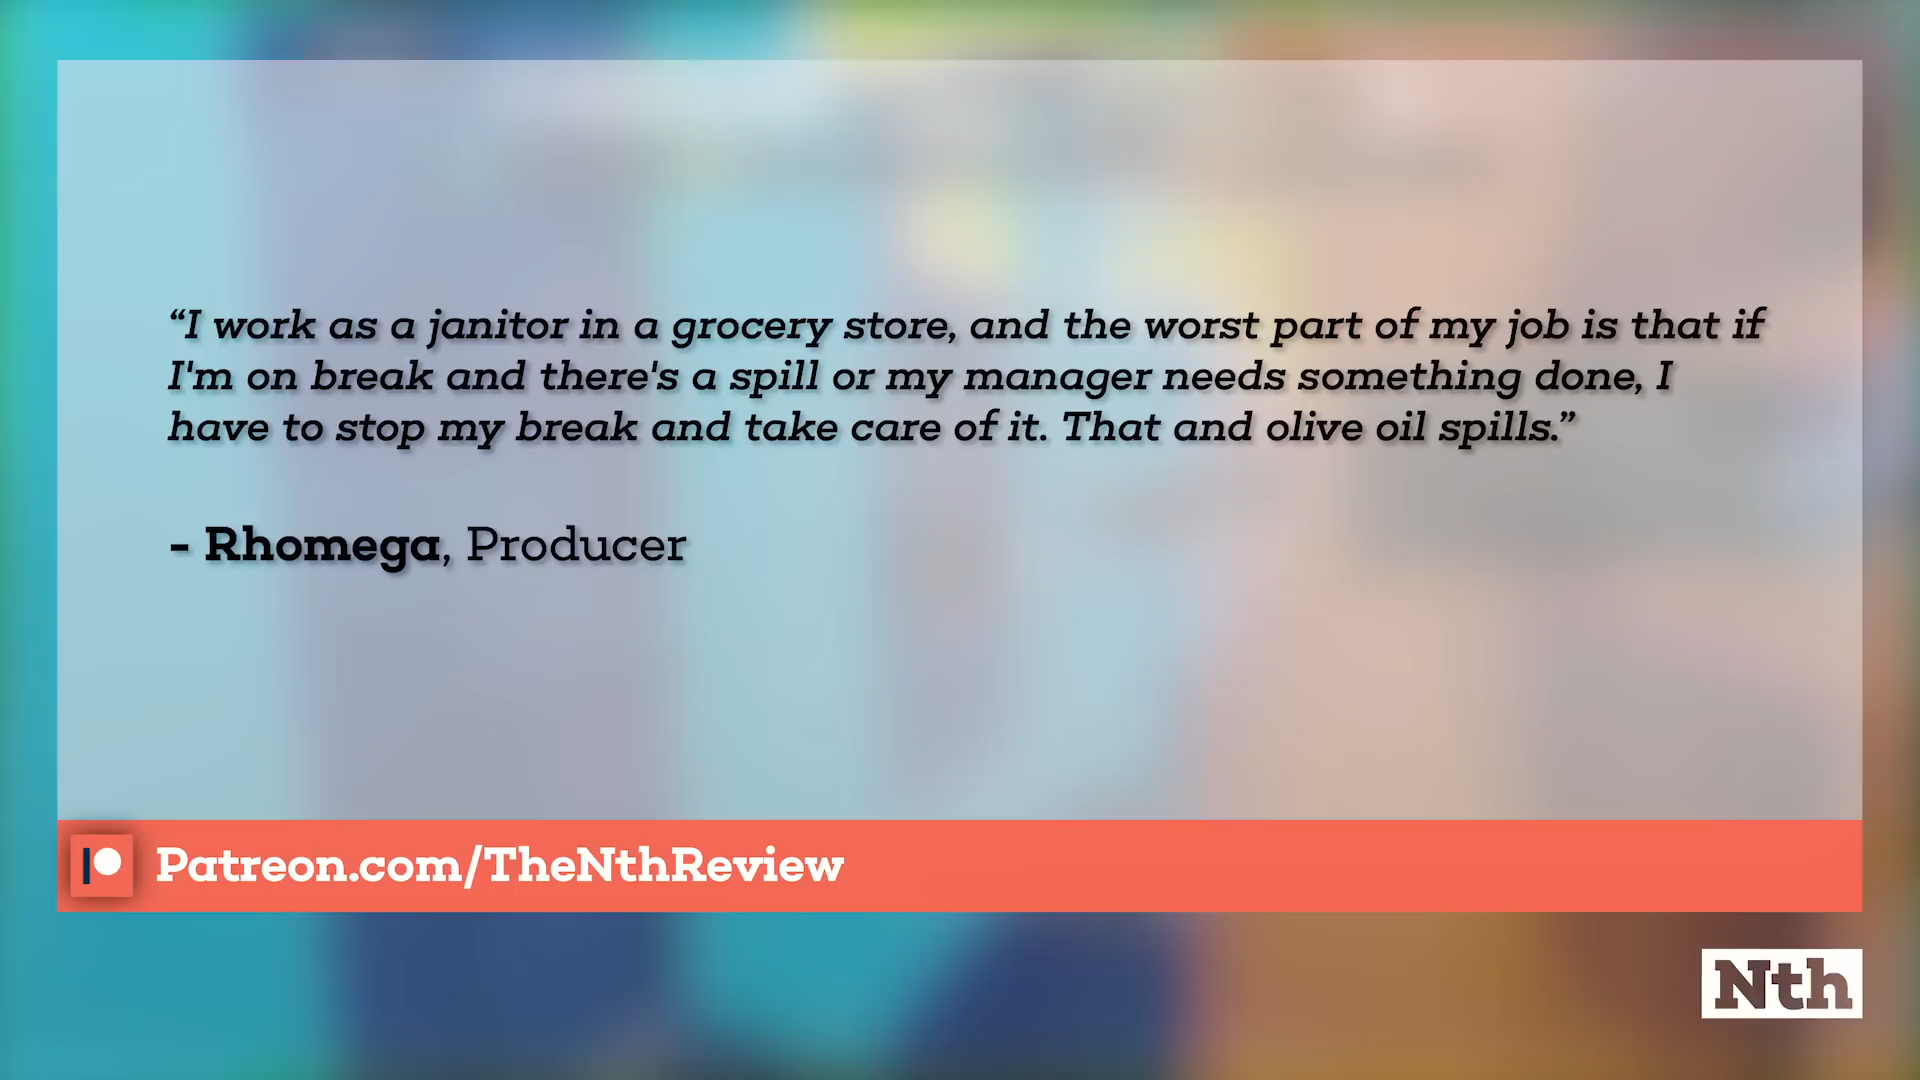 “I work as a janitor in a grocery store, and the worst part of my job is that if
I'm on break and there's a spill or my manager needs something done, I
have to stop my break and take care of it. That and olive oil spills.”
- Rhomega, Producer
Patreon.com/TheNthReview
Nth